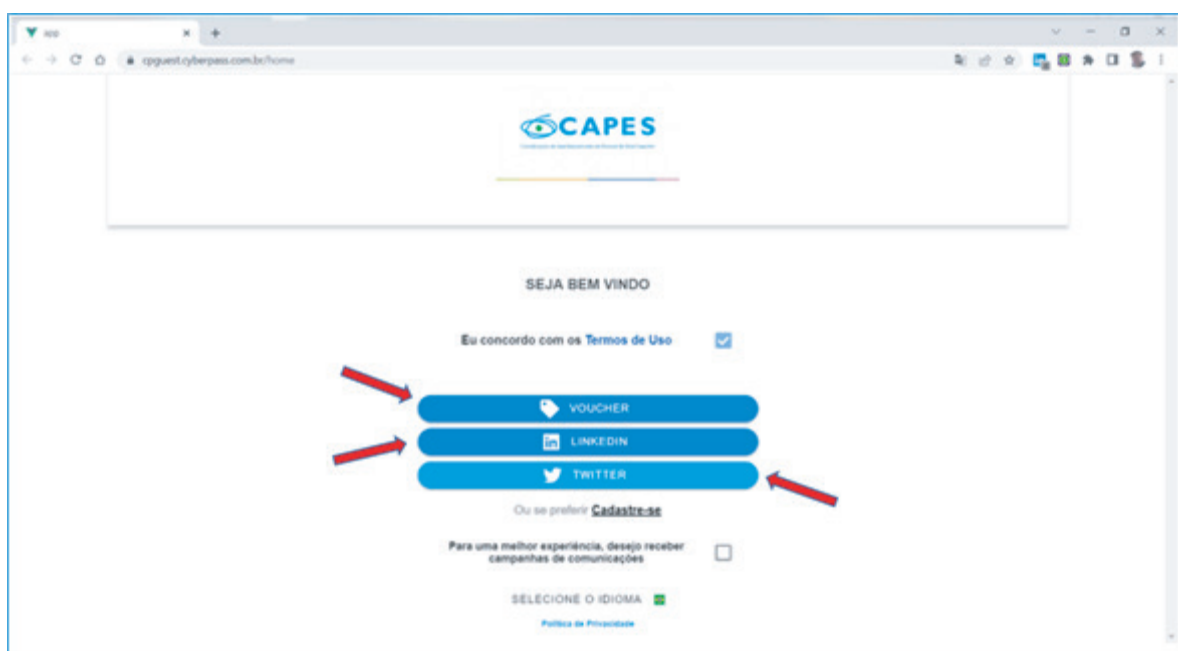 app
cpguest.cyberpass.com.br/home
CAPES
SEJA BEM VINDO
Eu concordo com os Termos de Uso
VOUCHER
LINKEDIN
TWITTER
Ou se preferir Cadastre-se
Para uma melhor experiência, desejo receber
campanhas de comunicações
SELECIONE O IDIOMA
Política de Privacidade